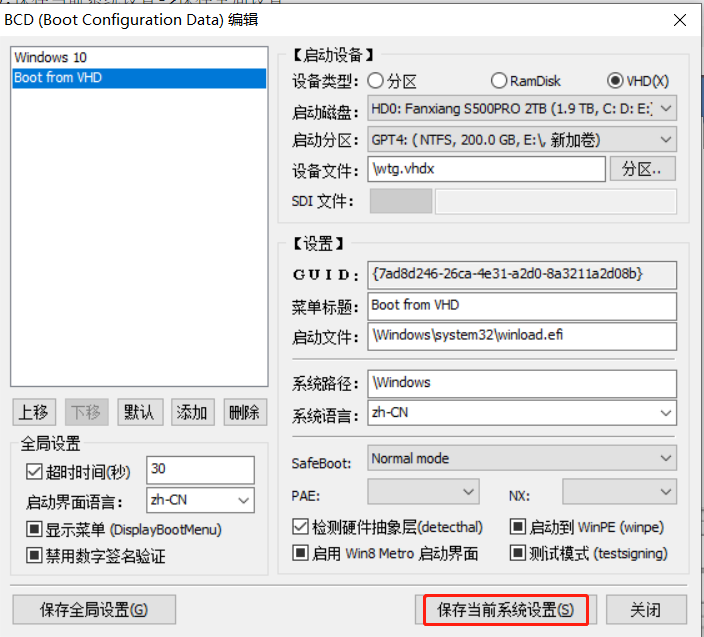 BCD (Boot Configuration Data) 编辑
Windows 10
Boot from VHD
上移
下移
默认
添加
删除
全局设置
超时时间(秒)
30
启动界面语言：
zh-CN
显示菜单 (DisplayBootMenu)
禁用数字签名验证
【启动设备】
设备类型：
分区
RamDisk
VHD(X)
启动磁盘：
HD0: Fanxiang S500PRO 2TB (1.9 TB, C: D: E:
启动分区：
GPT4: ( NTFS, 200.0 GB, E:\, 新加卷)
设备文件：
\wtg.vhdx
分区..
SDI 文件：
【设置】
GUID：
{7ad8d246-26ca-4e31-a2d0-8a3211a2d08b}
菜单标题：
Boot from VHD
启动文件：
\Windows\system32\winload.efi
系统路径：
\Windows
系统语言：
zh-CN
SafeBoot:
Normal mode
PAE:
NX:
检测硬件抽象层(detecthal)
启动到 WinPE (winpe)
启用 Win8 Metro 启动界面
测试模式 (testsigning)
保存全局设置(G)
保存当前系统设置(S)
关闭